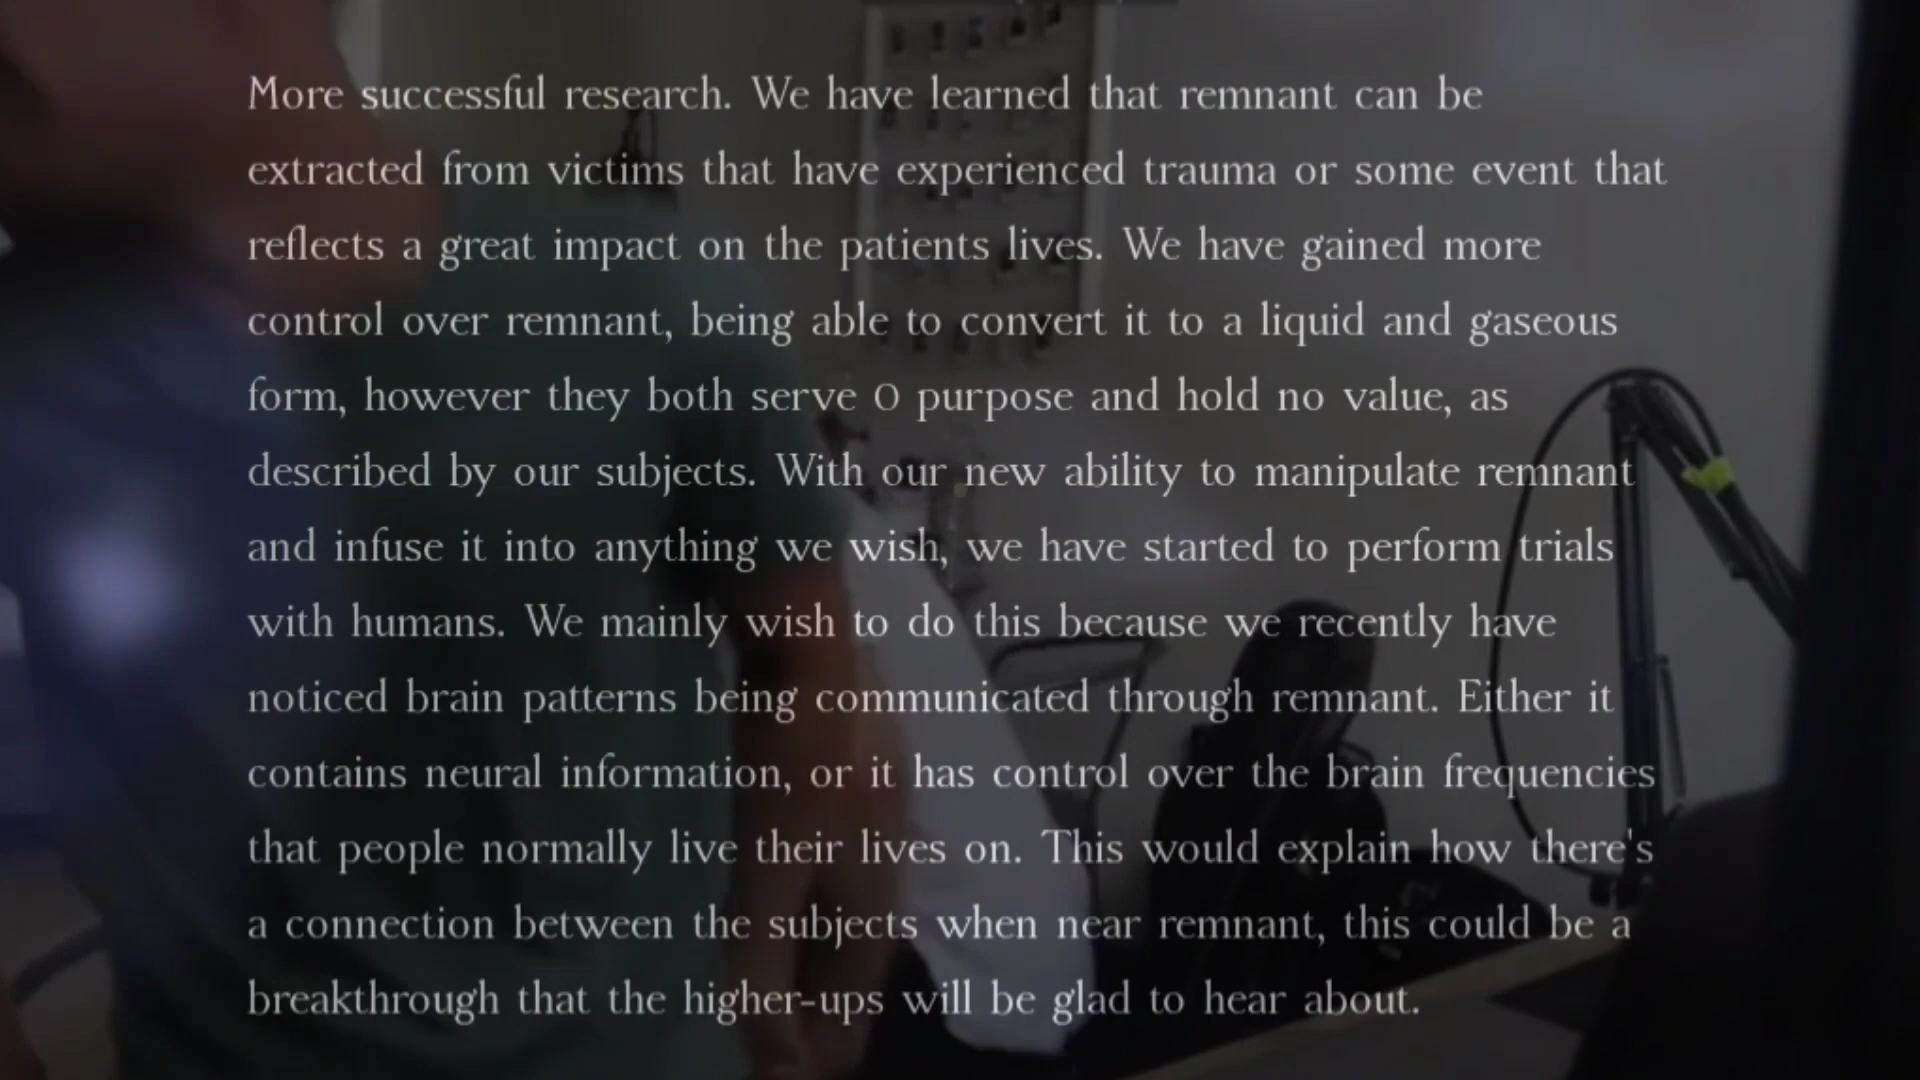 More successful research. We have learned that remnant can be
extracted from victims that have experienced trauma or some event that
reflects a great impact on the patients lives. We have gained more
control over remnant, being able to convert it to a liquid and gaseous
form, however they both serve 0 purpose and hold no value, as
described by our subjects. With our new ability to manipulate remnant
and infuse it into anything we wish, we have started to perform trials
with humans. We mainly wish to do this because we recently have
noticed brain patterns being communicated through remnant. Either it
contains neural information, or it has control over the brain frequencies
that people normally live their lives on. This would explain how there's
a connection between the subjects when near remnant, this could be a
breakthrough that the higher-ups will be glad to hear about.